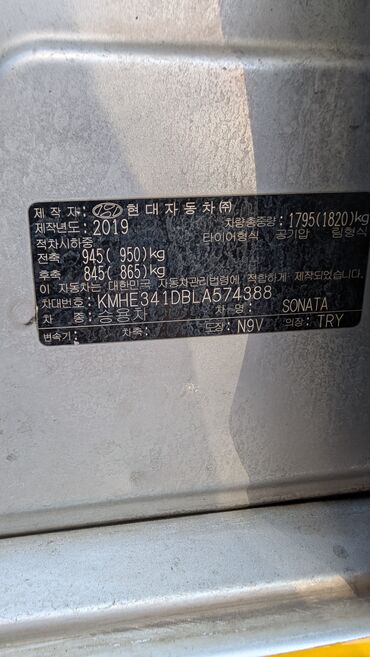 제 작 자: 현대자동차㈜
제작년도: 2019 차량총중량: 1795(1820)kg
적차시하중 타이어형식 공기압 림형식
전축 945( 950)kg
후축 845( 865)kg
이 자동차는 대한민국 자동차관리법령에 적합하게 제작되었음.
차대번호: KMHE341DBLA574388
차 종: 승용차 차 명: SONATA
변속기: 차축: 도장: N9V 의장: TRY